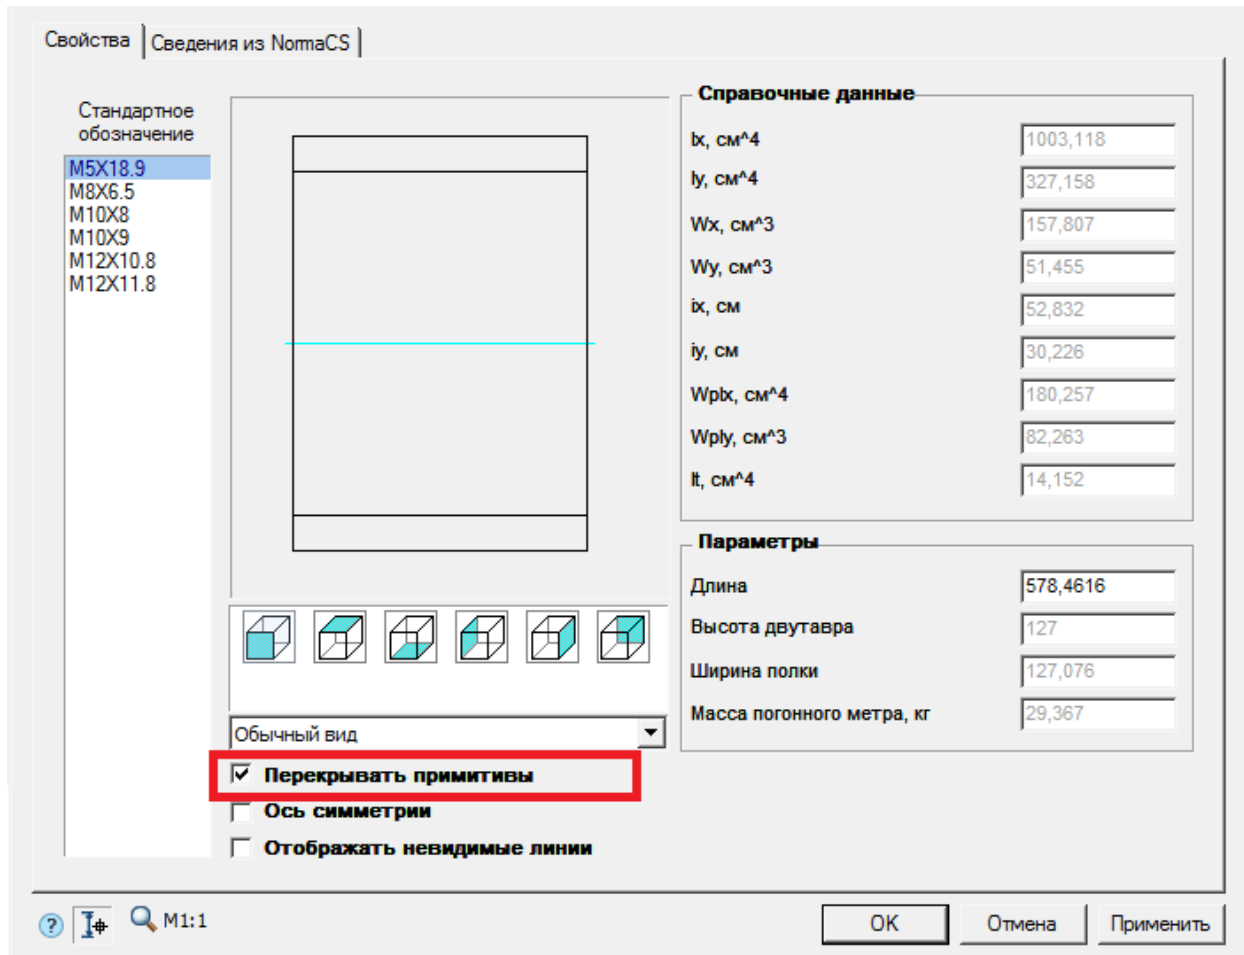 Свойства
Сведения из NormaCS
Стандартное
обозначение
M5X18.9
M8X6.5
M10X8
M10X9
M12X10.8
M12X11.8
Обычный вид
Перекрывать примитивы
Ось симметрии
Отображать невидимые линии
Справочные данные
Ix, см^4 1003,118
Iy, см^4 327,158
Wx, см^3 157,807
Wy, см^3 51,455
ix, см 52,832
iy, см 30,226
Wplx, см^4 180,257
Wply, см^3 82,263
It, см^4 14,152
Параметры
Длина 578,4616
Высота двутавра 127
Ширина полки 127,076
Масса погонного метра, кг 29,367
? M1:1
OK
Отмена
Применить